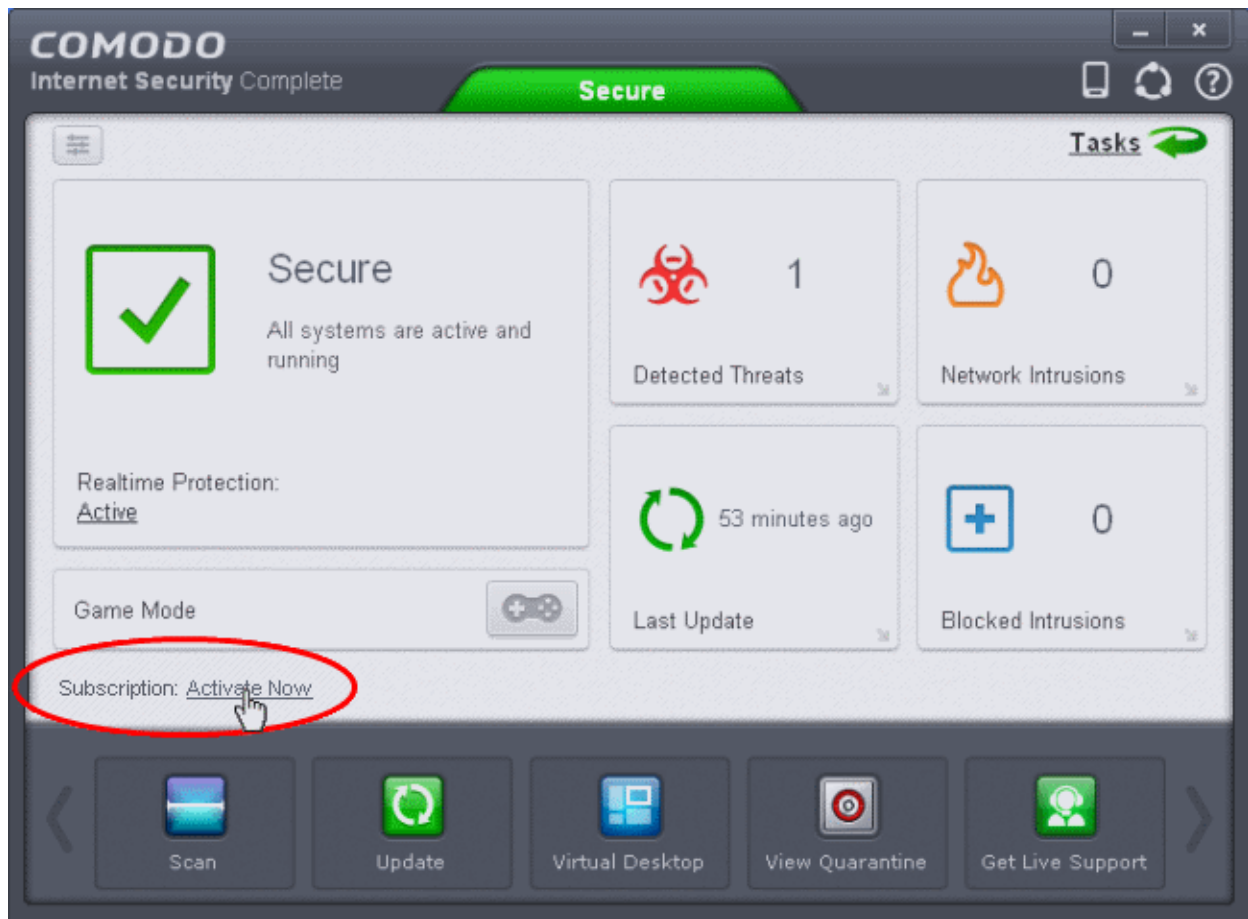 COMODO
Internet Security Complete
Secure
Tasks
Secure
All systems are active and
running
Realtime Protection:
Active
1
Detected Threats
0
Network Intrusions
53 minutes ago
Last Update
0
Blocked Intrusions
Game Mode
Subscription: Activate Now
Scan
Update
Virtual Desktop
View Quarantine
Get Live Support